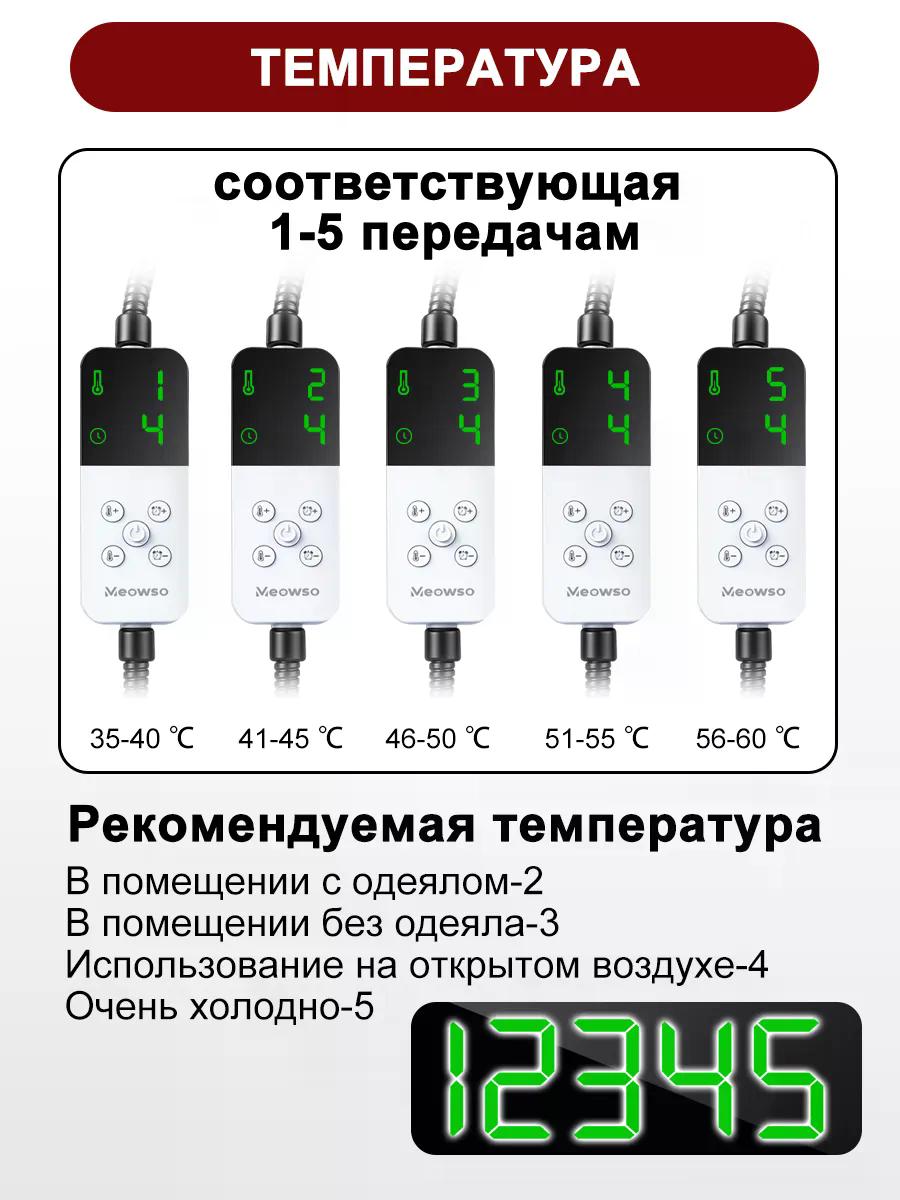 ТЕМПЕРАТУРА
соответствующая
1-5 передачам
1 2 3 4 5
4 4 4 4 4
Meowso Meowso Meowso Meowso Meowso
35-40 ℃ 41-45 ℃ 46-50 ℃ 51-55 ℃ 56-60 ℃
Рекомендуемая температура
В помещении с одеялом-2
В помещении без одеяла-3
Использование на открытом воздухе-4
Очень холодно-5
12345